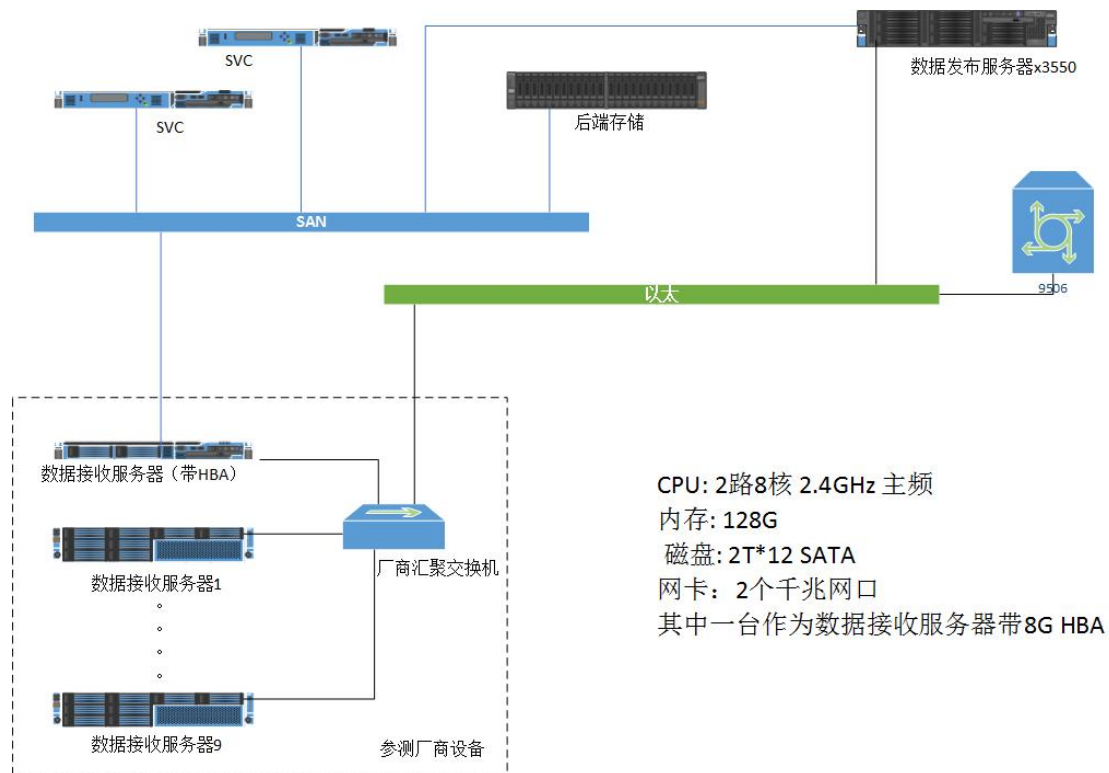 SVC
数据发布服务器x3550
SVC
后端存储
SAN
9506
以太
数据接收服务器（带HBA）
厂商汇聚交换机
数据接收服务器1
数据接收服务器9
参测厂商设备
CPU: 2路8核 2.4GHz 主频
内存: 128G
磁盘: 2T*12 SATA
网卡：2个千兆网口
其中一台作为数据接收服务器带8G HBA